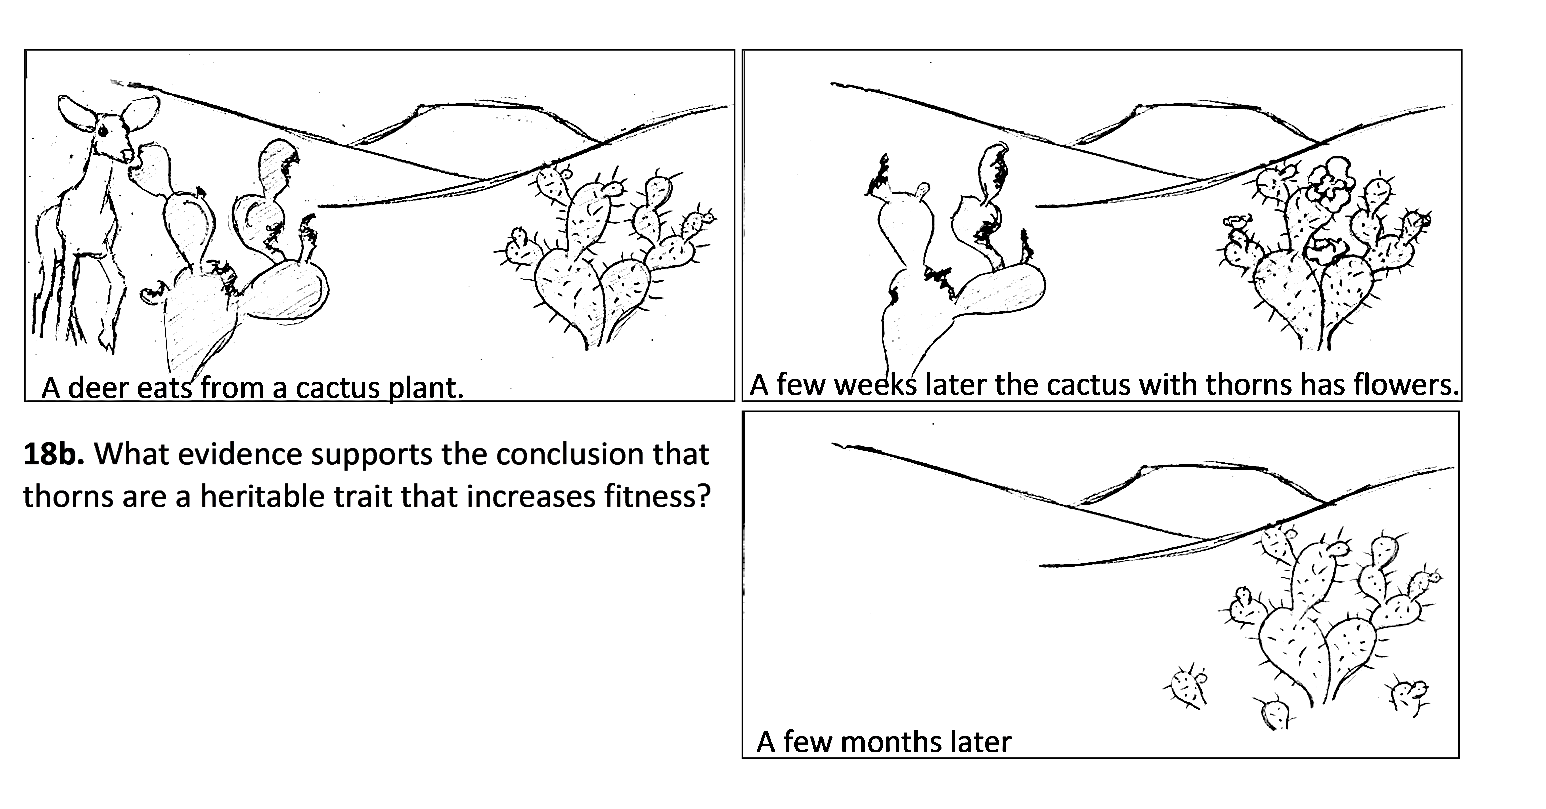 A deer eats from a cactus plant.
A few weeks later the cactus with thorns has flowers.
18b. What evidence supports the conclusion that
thorns are a heritable trait that increases fitness?
A few months later